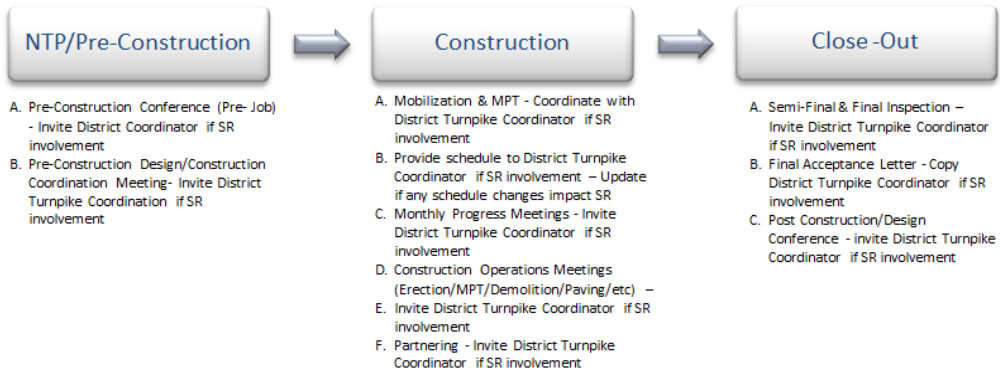 NTP/Pre-Construction
A. Pre-Construction Conference (Pre- Job)
- Invite District Coordinator if SR
involvement
B. Pre-Construction Design/Construction
Coordination Meeting- Invite District
Turnpike Coordination if SR
involvement
Construction
A. Mobilization & MPT - Coordinate with
District Turnpike Coordinator if SR
involvement
B. Provide schedule to District Turnpike
Coordinator if SR involvement – Update
if any schedule changes impact SR
C. Monthly Progress Meetings - Invite
District Turnpike Coordinator if SR
involvement
D. Construction Operations Meetings
(Erection/MPT/Demolition/Paving/etc) –
E. Invite District Turnpike Coordinator if SR
involvement
F. Partnering - Invite District Turnpike
Coordinator if SR involvement
Close -Out
A. Semi-Final & Final Inspection –
Invite District Turnpike Coordinator
if SR involvement
B. Final Acceptance Letter - Copy
District Turnpike Coordinator if SR
involvement
C. Post Construction/Design
Conference - invite District Turnpike
Coordinator if SR involvement